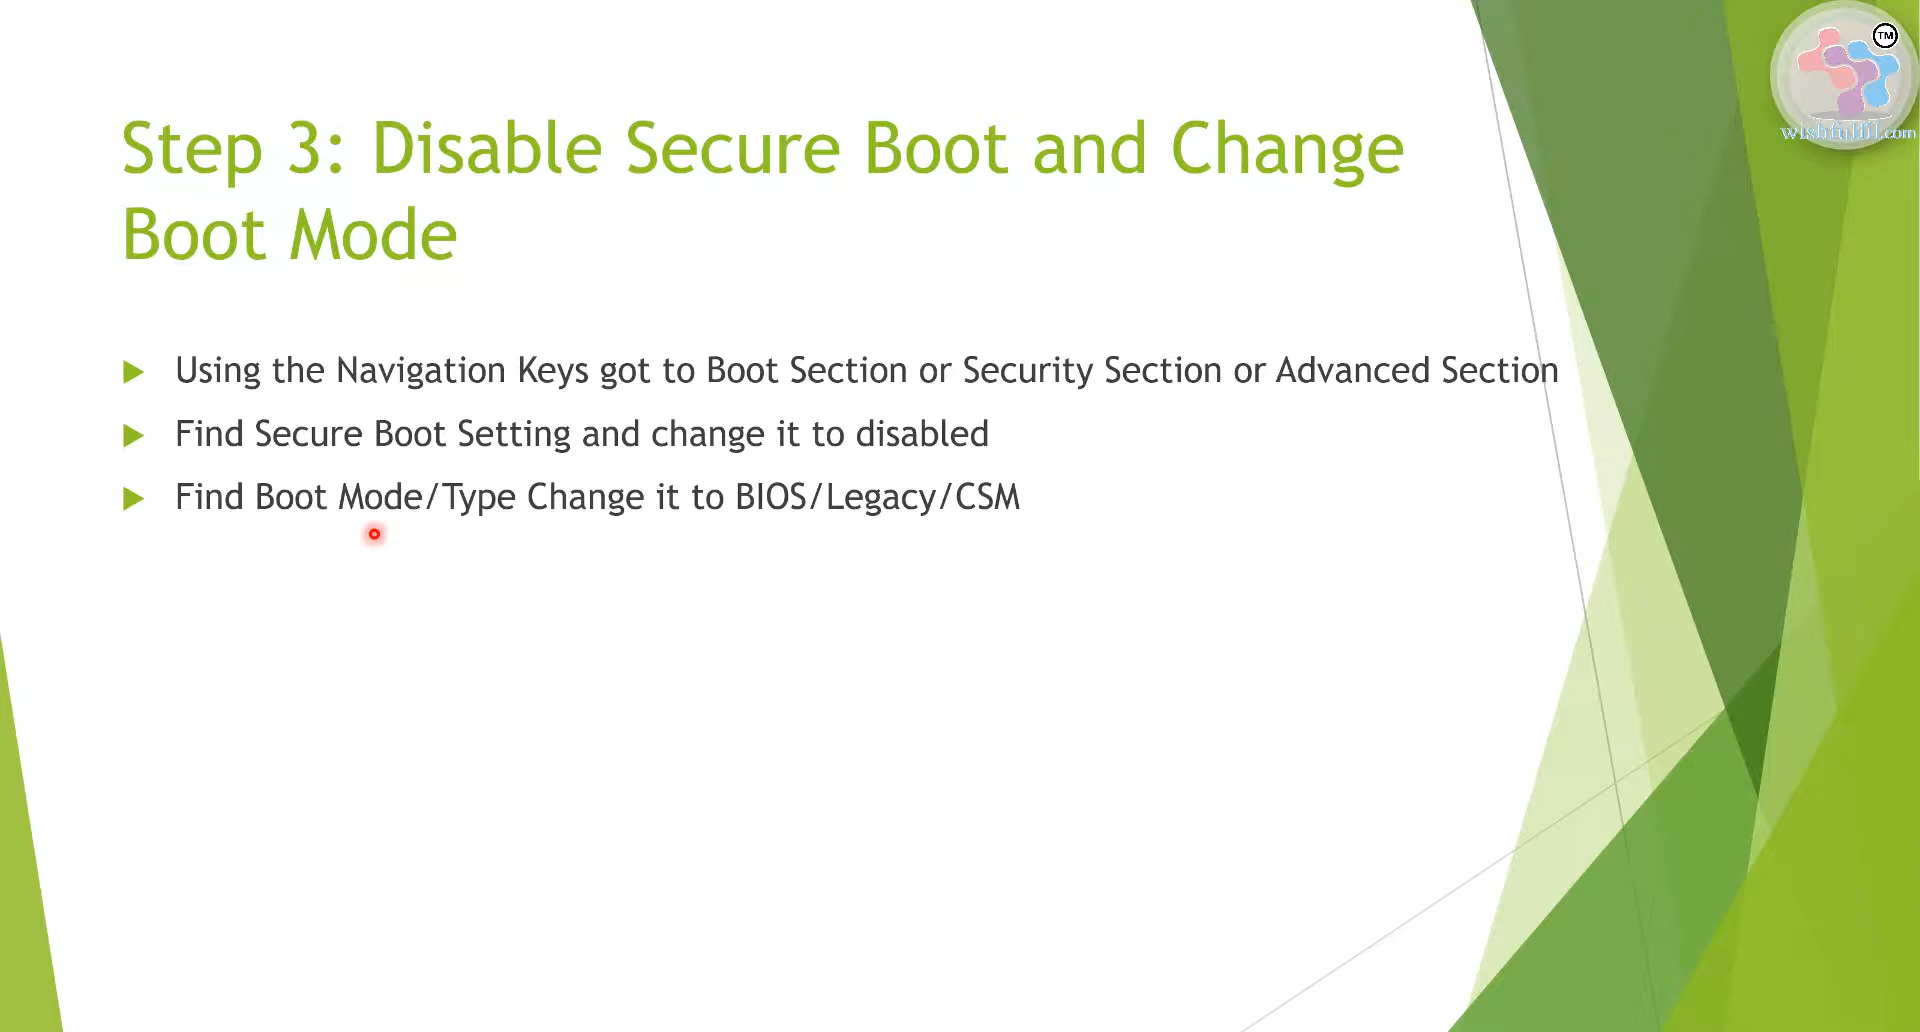 TM
wishfulfil.com
Step 3: Disable Secure Boot and Change
Boot Mode
Using the Navigation Keys got to Boot Section or Security Section or Advanced Section
Find Secure Boot Setting and change it to disabled
Find Boot Mode/Type Change it to BIOS/Legacy/CSM